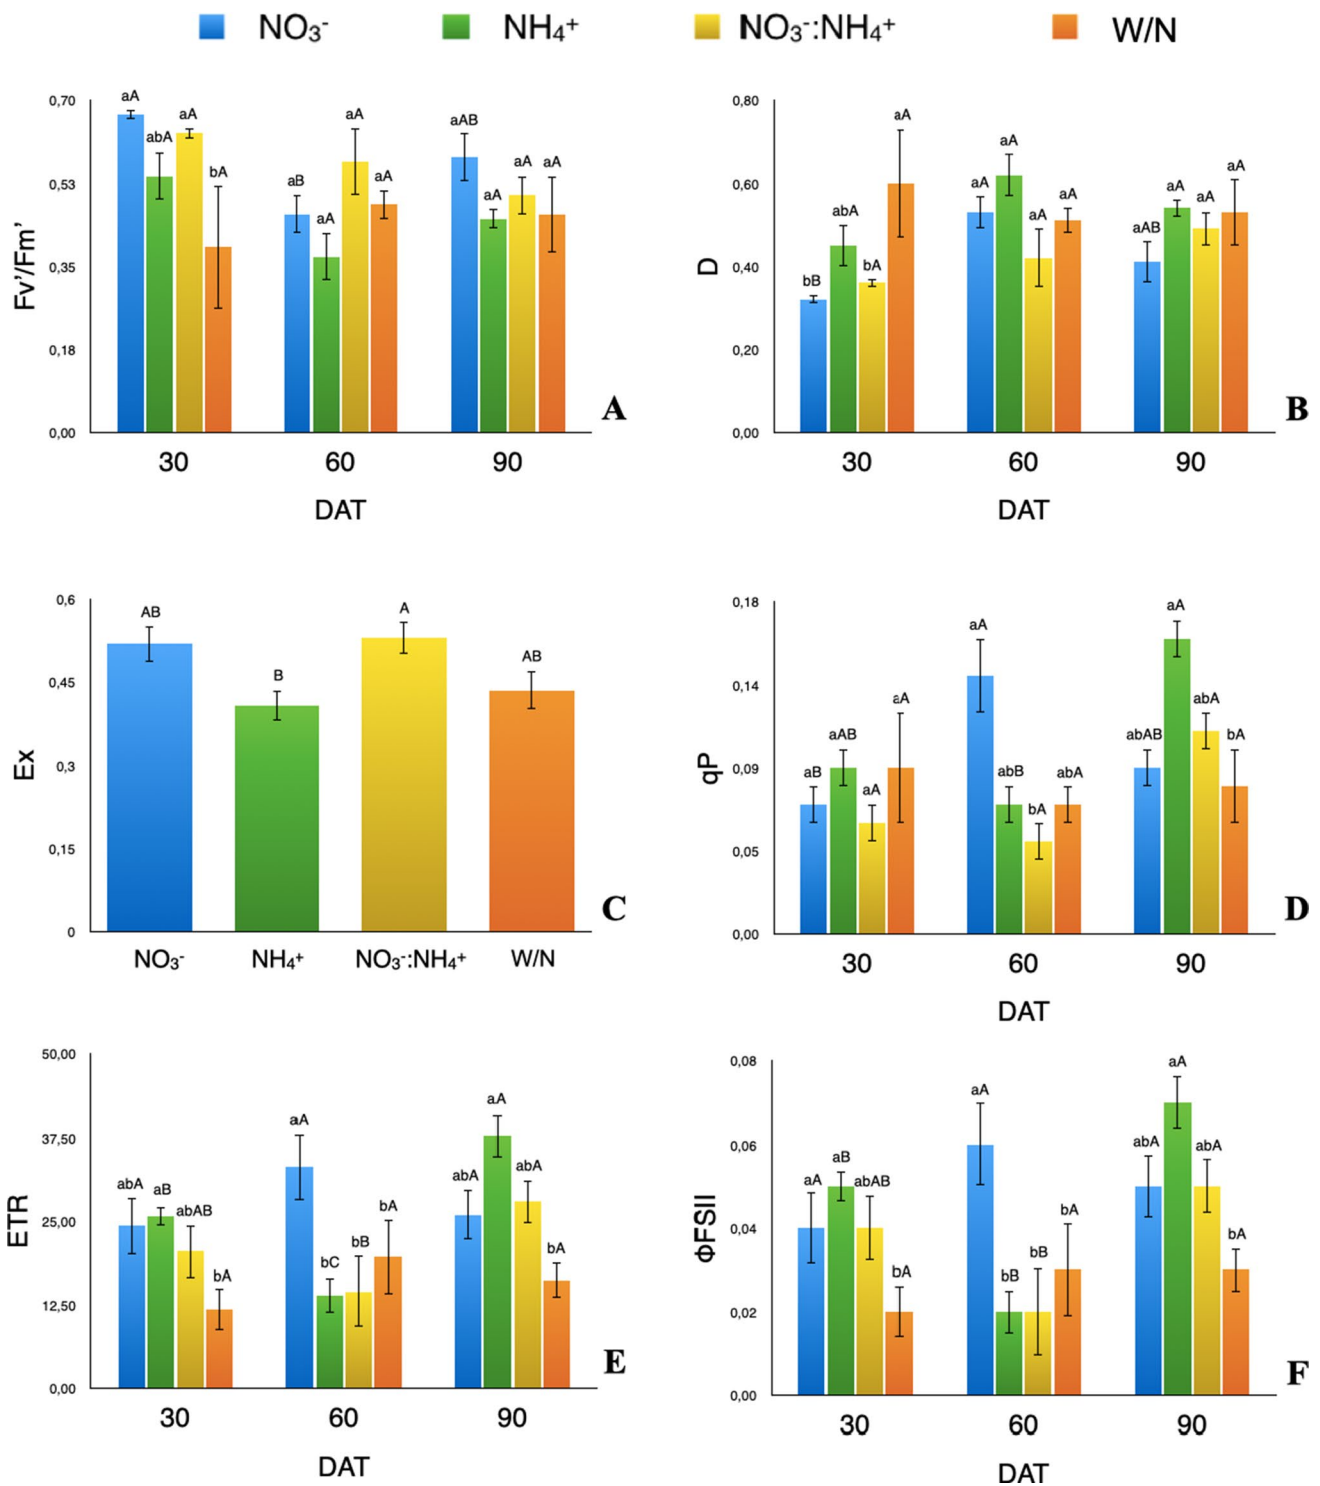 NO₃⁻ NH₄⁺ NO₃⁻:NH₄⁺ W/N
Fv'/Fm'
0,70
0,53
0,35
0,18
0,00
aA abA aA bA
aB aA aA aA
aAB aA aA aA
30 60 90
DAT
A
D
0,80
0,60
0,40
0,20
0,00
bB abA bA aA
aA aA aA aA
aAB aA aA aA
30 60 90
DAT
B
Ex
0,6
0,45
0,3
0,15
0
AB B A AB
NO₃⁻ NH₄⁺ NO₃⁻:NH₄⁺ W/N
C
qP
0,18
0,14
0,09
0,05
0,00
aB aAB aA aA
aA abB bA abA
abAB aA abA bA
30 60 90
DAT
D
ETR
50,00
37,50
25,00
12,50
0,00
abA aB abAB bA
aA bC bB bA
abA aA abA bA
30 60 90
DAT
E
ΦFSII
0,08
0,06
0,04
0,02
0,00
aA aB abAB bA
aA bB bB bA
abA aA abA bA
30 60 90
DAT
F